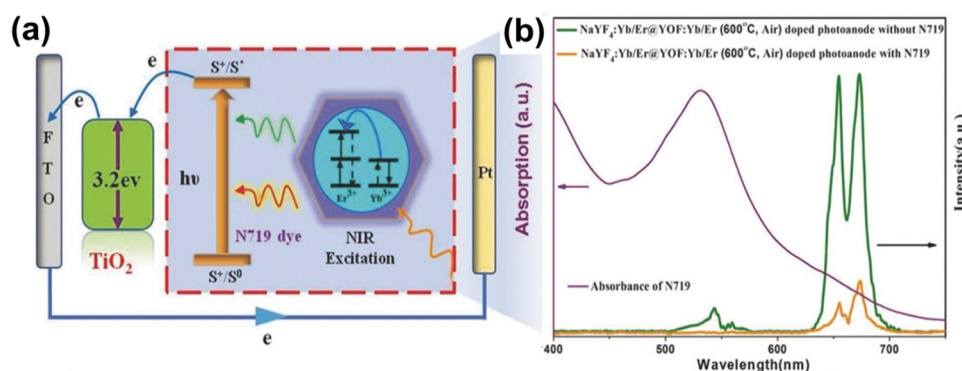 (a)
S⁺/S*
e
e
F
T
O
3.2ev
TiO₂
hυ
Er³⁺
Yb³⁺
N719 dye
NIR
Excitation
S⁺/S⁰
Pt
e
(b)
NaYF₄:Yb/Er@YOF:Yb/Er (600°C, Air) doped photoanode without N719
NaYiF₄:Yb/Er@YOF:Yb/Er (600°C, Air) doped photoanode with N719
Absorption (a.u.)
Intensity(a.u.)
Absorbance of N719
400
500
600
700
Wavelength(nm)